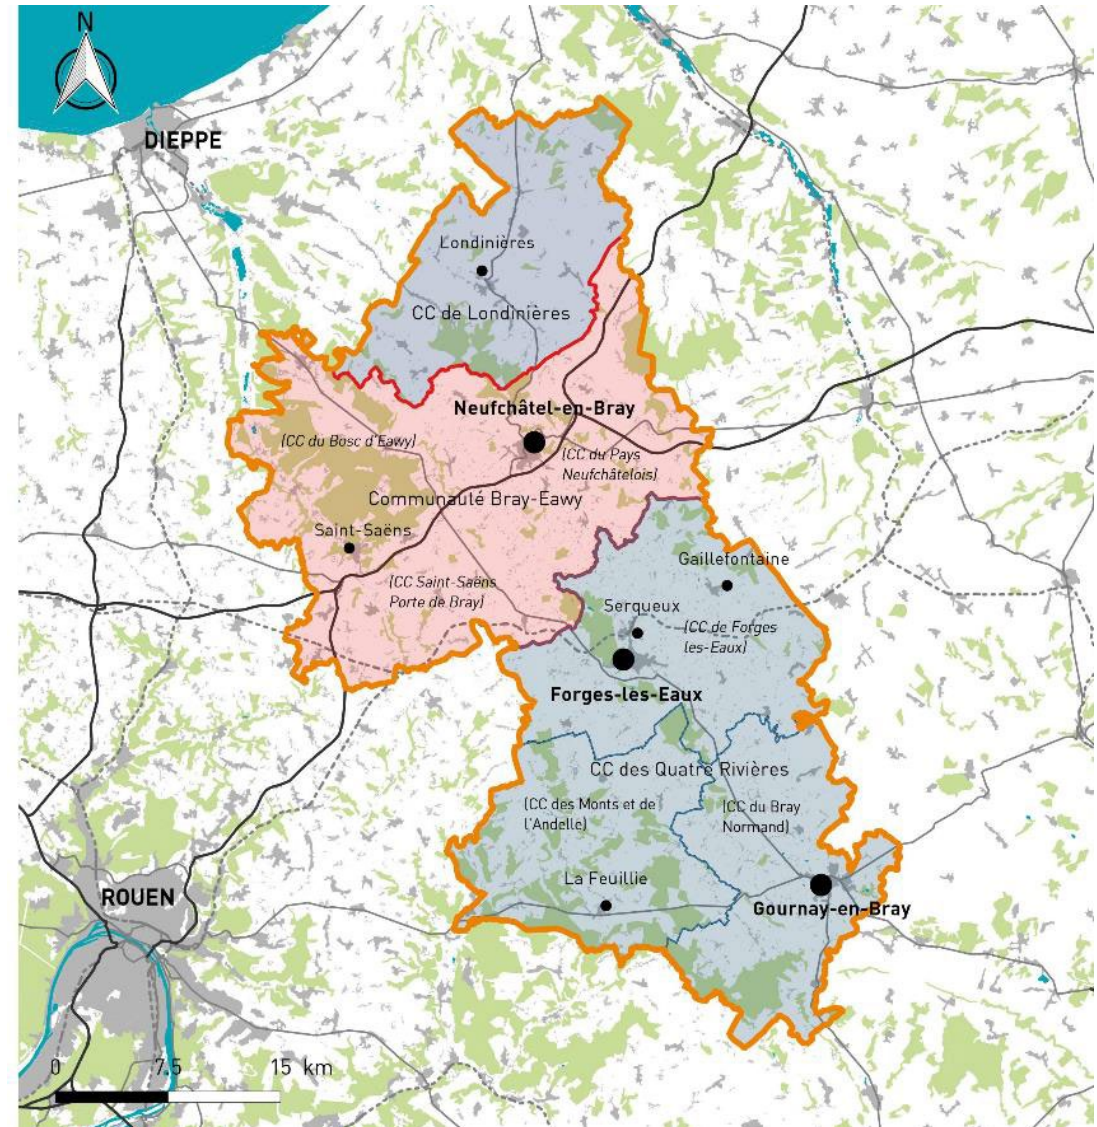 N
DIEPPE
Londinières
CC de Londinières
Neufchâtel-en-Bray
(CC du Bosc d'Eawy)
(CC du Pays
Neufchâtelois)
Communauté Bray-Eawy
Saint-Saëns
(CC Saint-Saëns
Porte de Bray)
Gaillefontaine
Serqueux
(CC de Forges
les-Eaux)
Forges-les-Eaux
CC des Quatre Rivières
(CC des Monts et de
l'Andelle)
(CC du Bray
Normand)
La Feuillie
ROUEN
Gournay-en-Bray
0 7.5 15 km